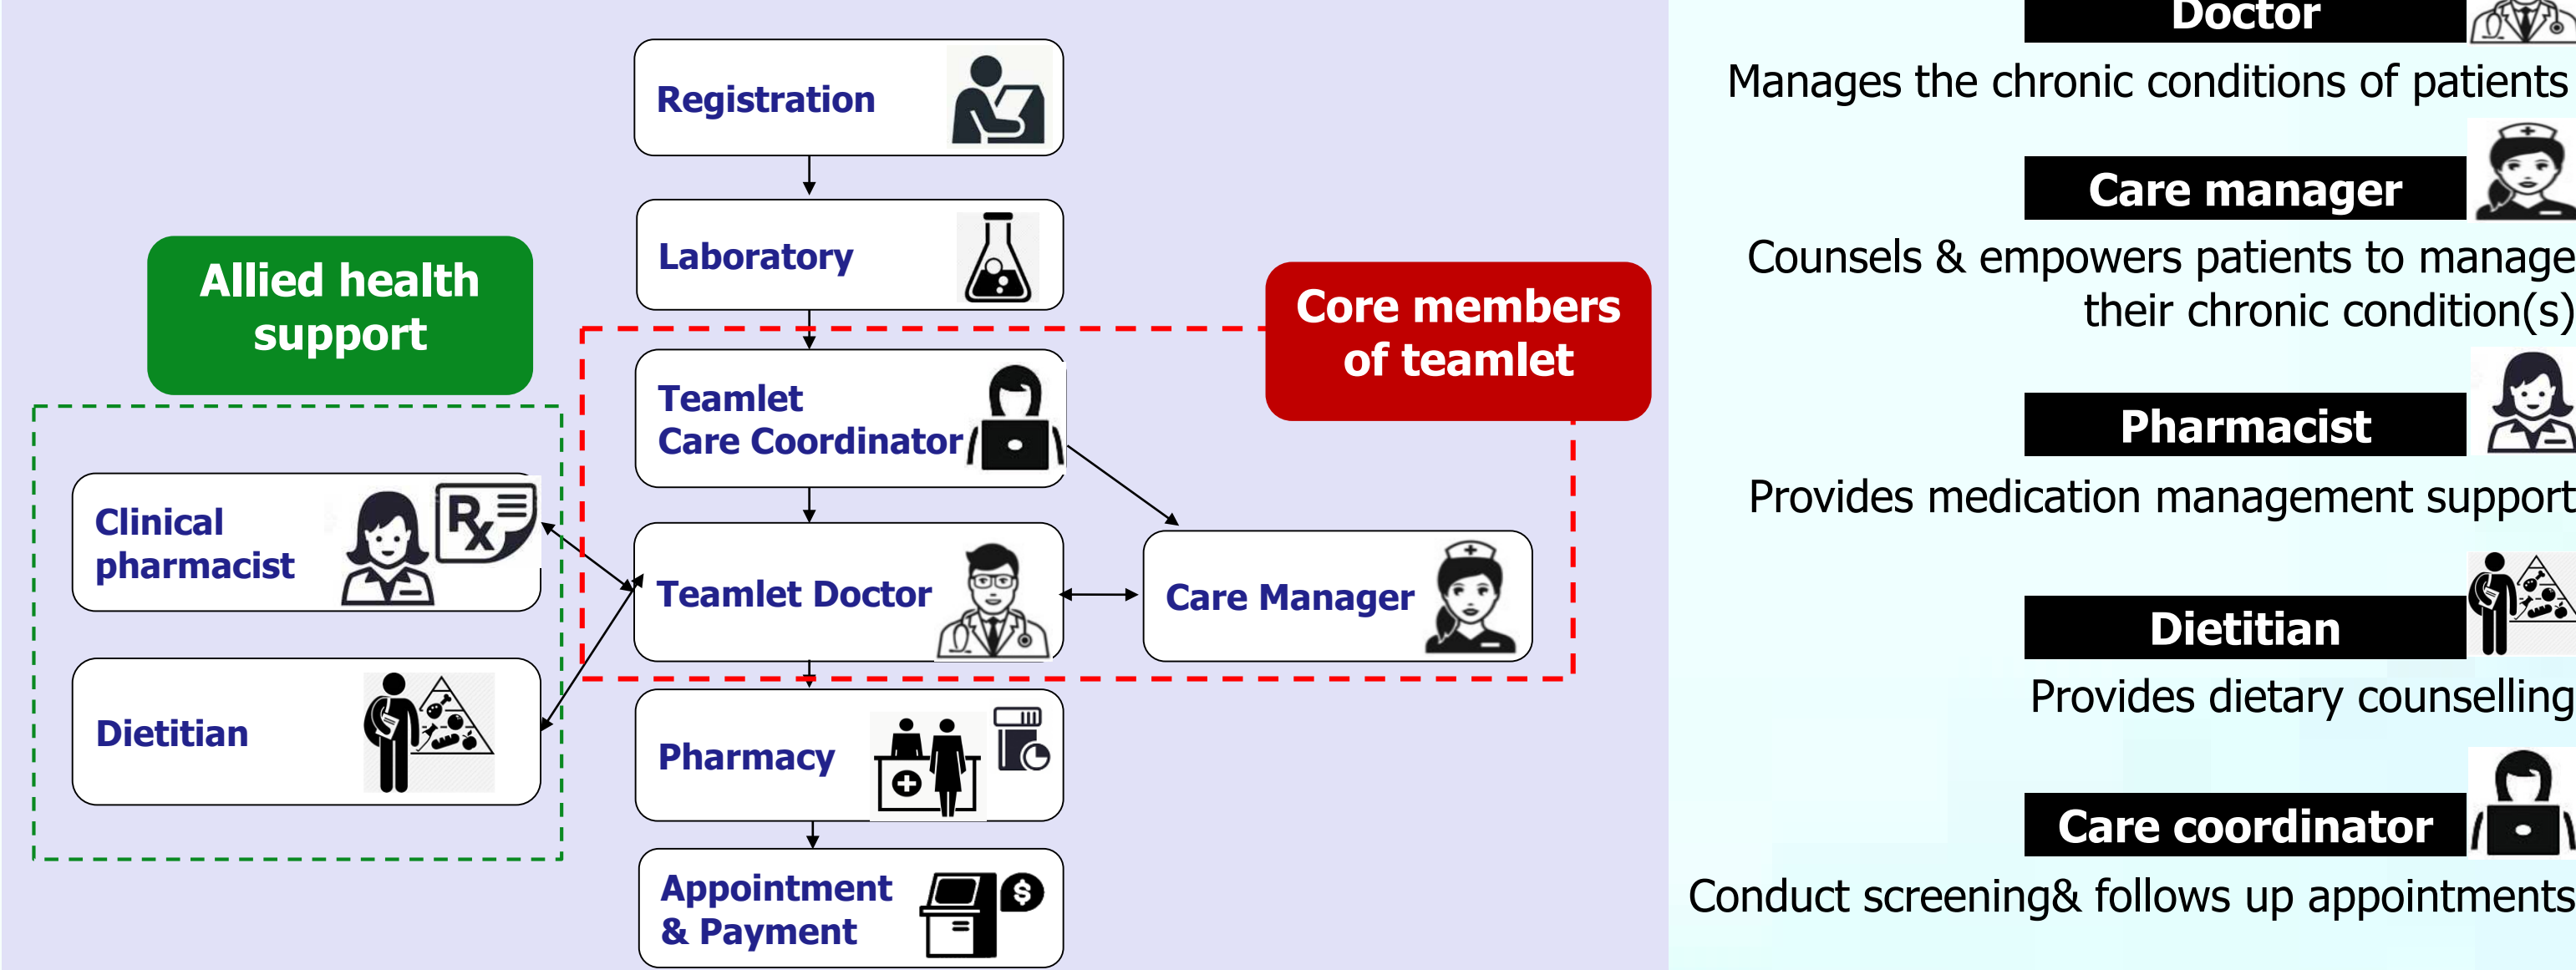 Registration
Laboratory
Allied health
support
Core members
of teamlet
Teamlet
Care Coordinator
Clinical
pharmacist
Rx
Teamlet Doctor
Care Manager
Dietitian
Pharmacy
Appointment
& Payment
$
Doctor
Manages the chronic conditions of patients
Care manager
Counsels & empowers patients to manage
their chronic condition(s)
Pharmacist
Provides medication management support
Dietitian
Provides dietary counselling
Care coordinator
Conduct screening& follows up appointments